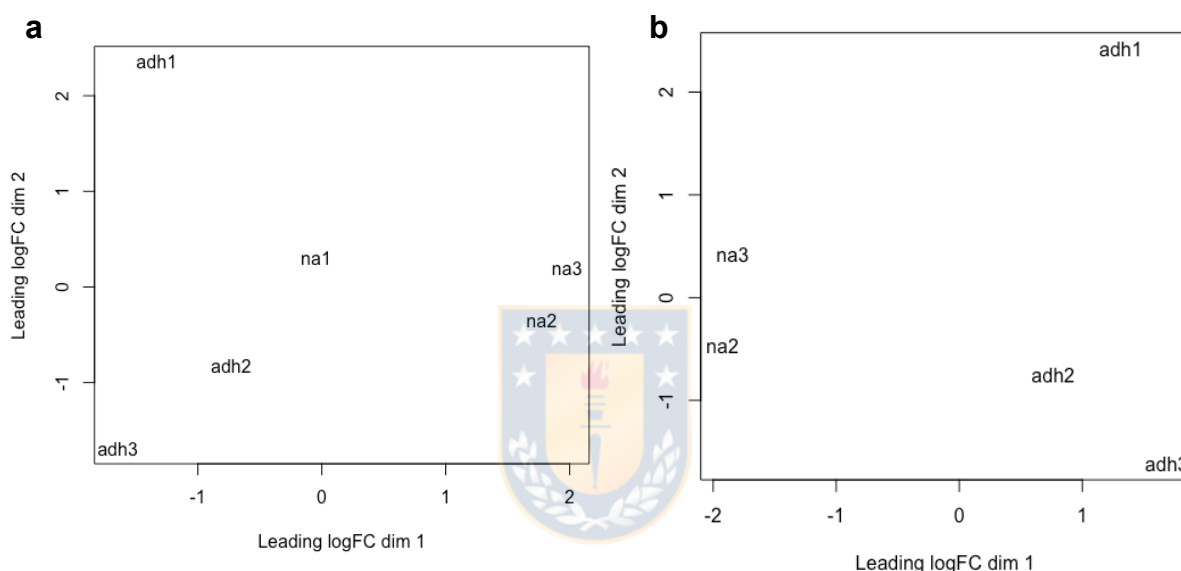 a
adh1
2
1
na1
na3
0
na2
adh2
-1
adh3
-1
0
1
2
Leading logFC dim 2
Leading logFC dim 1
b
adh1
2
1
na3
0
na2
adh2
-1
adh3
-2
-1
0
1
Leading logFC dim 2
Leading logFC dim 1